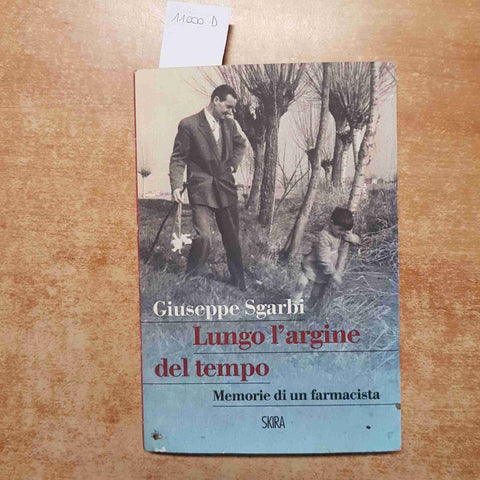 11000 D
Giuseppe Sgarbi
Lungo l'argine
del tempo
Memorie di un farmacista
SKIRA